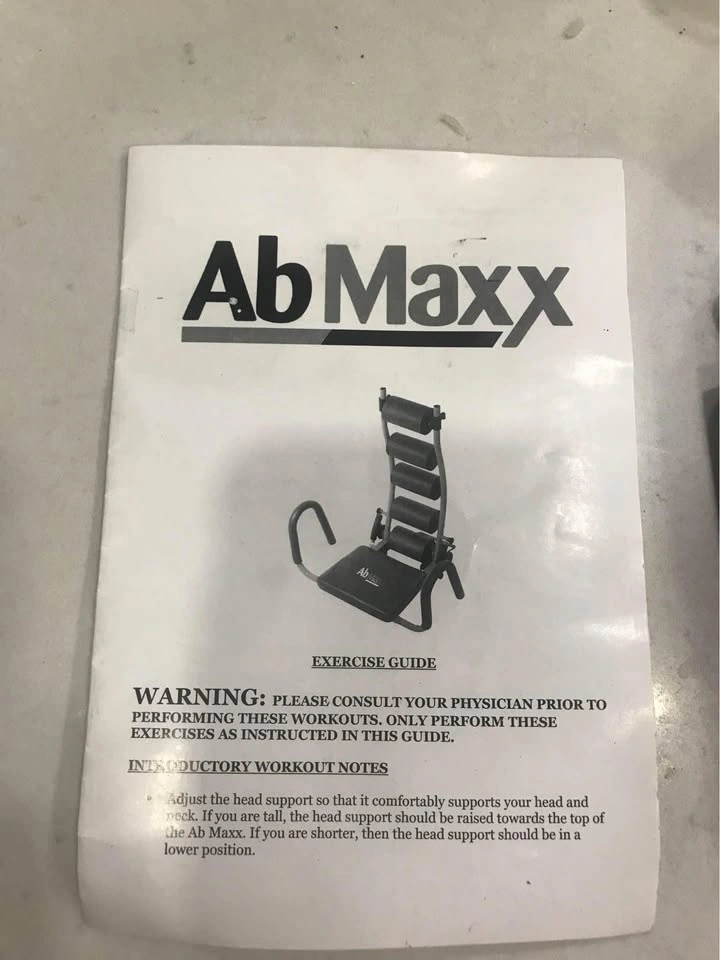 Ab Maxx
Ab
EXERCISE GUIDE
WARNING: PLEASE CONSULT YOUR PHYSICIAN PRIOR TO
PERFORMING THESE WORKOUTS. ONLY PERFORM THESE
EXERCISES AS INSTRUCTED IN THIS GUIDE.
INTRODUCTORY WORKOUT NOTES
• Adjust the head support so that it comfortably supports your head and
neck. If you are tall, the head support should be raised towards the top of
the Ab Maxx. If you are shorter, then the head support should be in a
lower position.